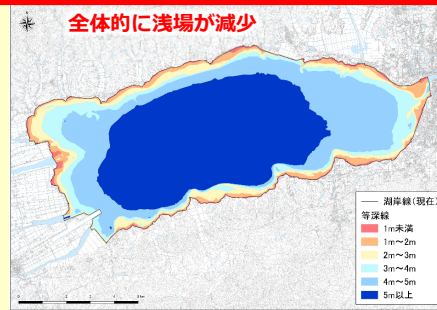 全体的に浅場が減少
湖岸線(現在)
等深線
1m未満
1m～2m
2m～3m
3m～4m
4m～5m
5m以上